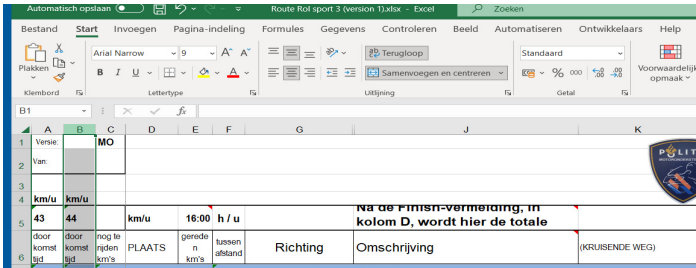 Automatisch opslaan Route Rol sport 3 (version 1).xlsx - Excel Zoeken
Bestand Start Invoegen Pagina-indeling Formules Gegevens Controleren Beeld Automatiseren Ontwikkelaars Help
Plakken Arial Narrow 9 A^ A˅ Terugloop Standaard Voorwaardelijk
B I U A Samenvoegen en centreren % 000 opmaak
Klembord Lettertype Uitlijning Getal
B1 fx
A B C D E F G J K
1 Versie: MO
2 Van:
POLIT
3
4 km/u km/u
5 43 44 km/u 16:00 h / u Na de Finish-vermelding, in
kolom D, wordt hier de totale
6 door komst tijd door komst tijd nog te rijden km's PLAATS gerede n km's tussen afstand Richting Omschrijving (KRUISENDE WEG)